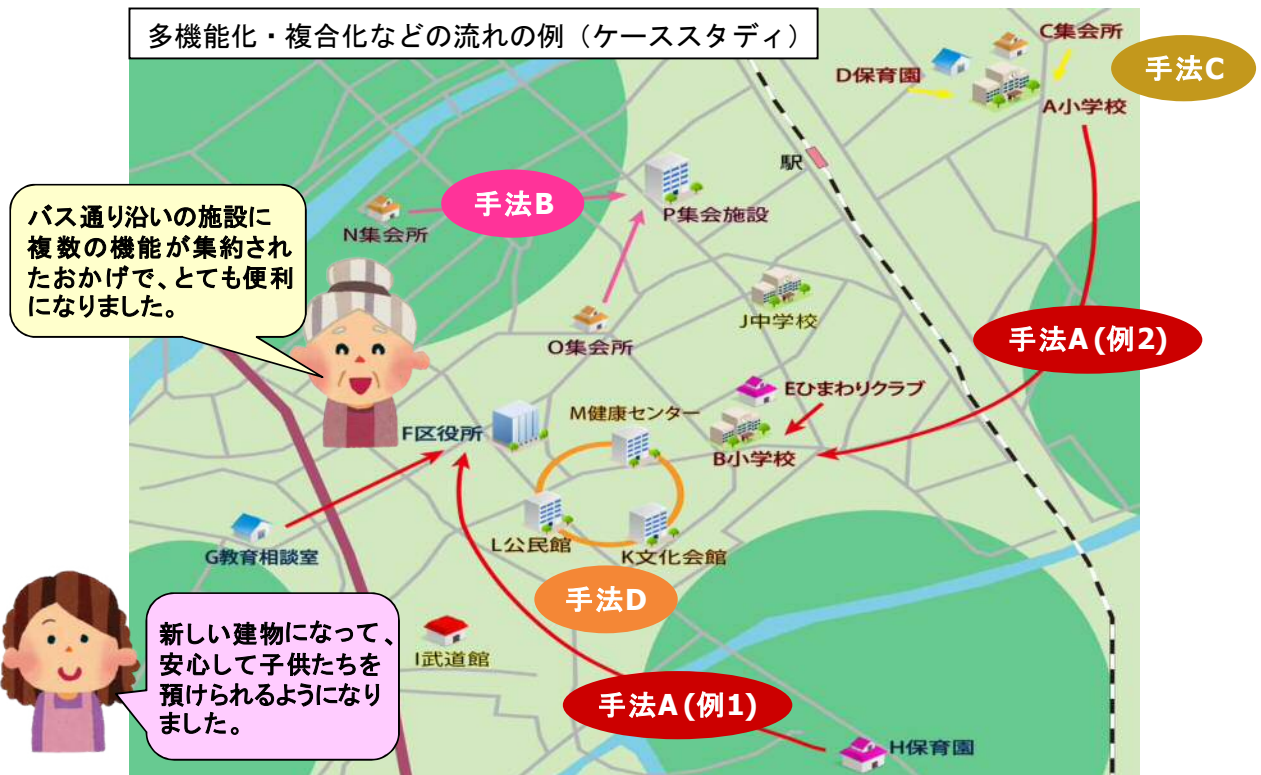 多機能化・複合化などの流れの例（ケーススタディ）
C集会所
手法C
D保育園
A小学校
駅
手法B
P集会施設
N集会所
バス通り沿いの施設に
複数の機能が集約され
たおかげで、とても便利
になりました。
J中学校
O集会所
手法A(例2)
Eひまわりクラブ
M健康センター
F区役所
B小学校
L公民館
K文化会館
G教育相談室
手法D
新しい建物になって、
安心して子供たちを
預けられるようになり
ました。
I武道館
手法A(例1)
H保育園